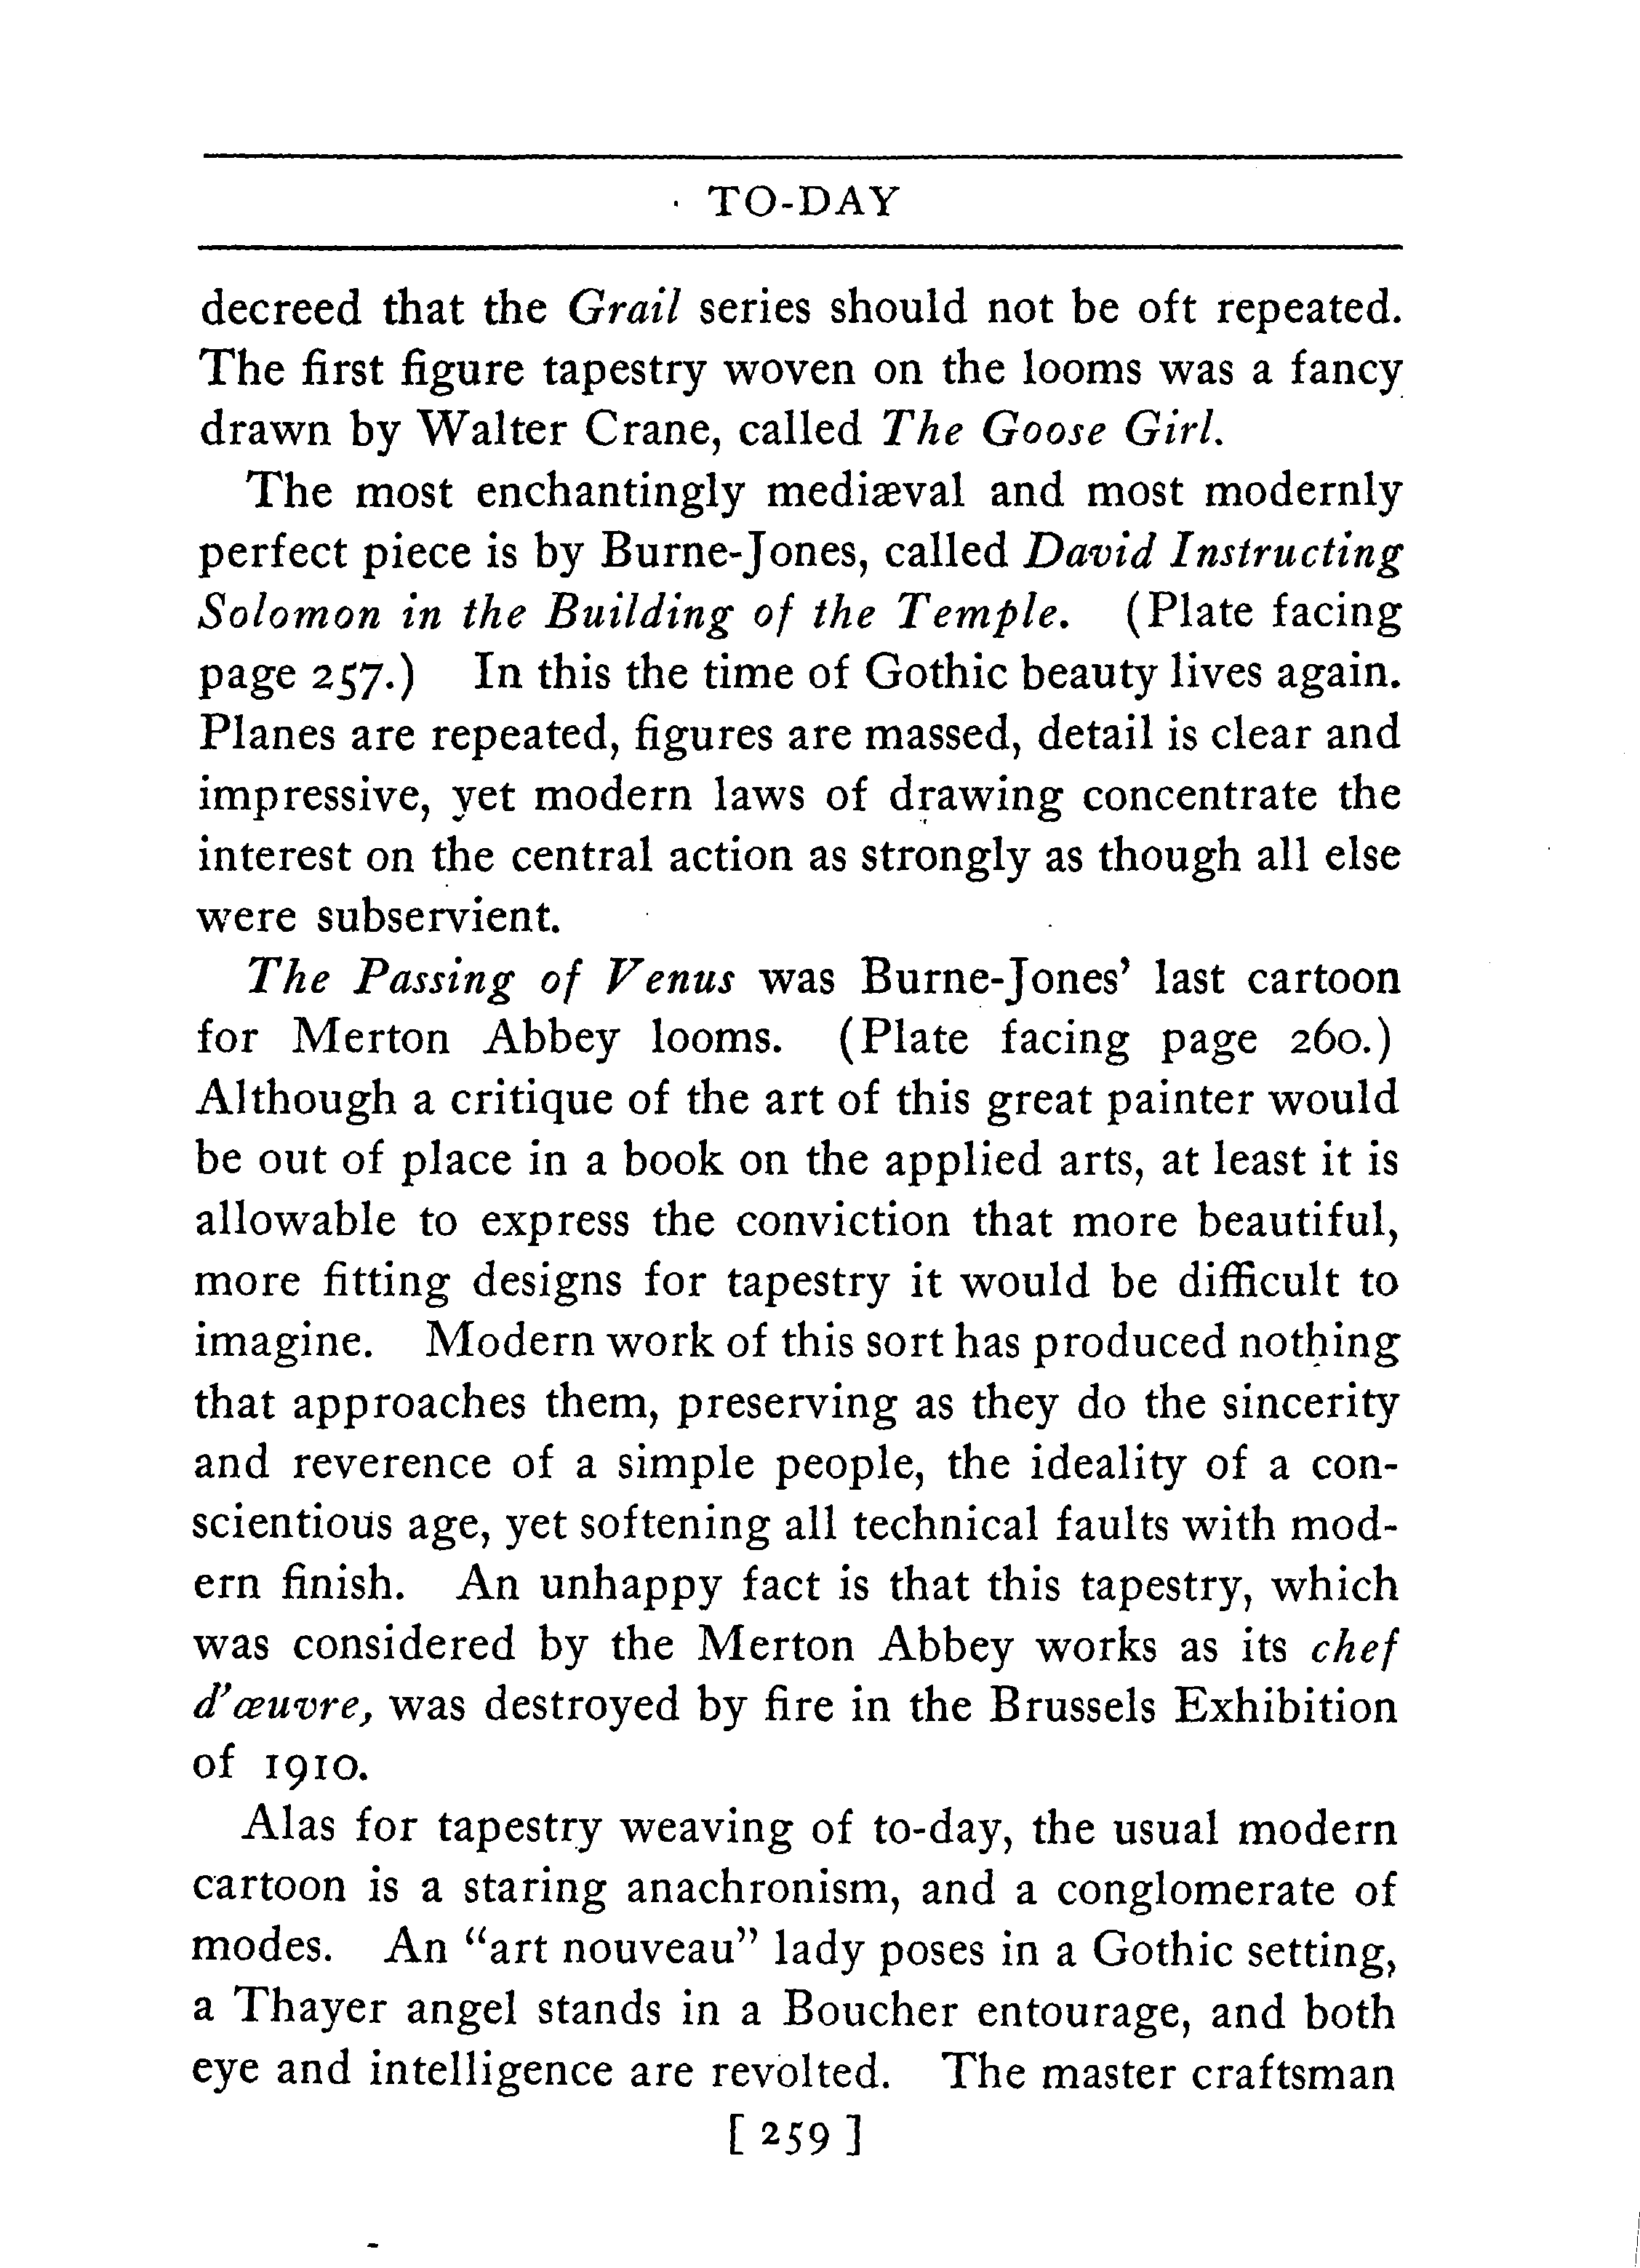 TO-DAY
decreed that the Grail series should not be oft repeated.
The first figure tapestry woven on the looms was a fancy
drawn by Walter Crane, called The Goose Girl.
The most enchantingly mediæval and most modernly
perfect piece is by Burne-Jones, called David Instructing
Solomon in the Building of the Temple. (Plate facing
page 257.) In this the time of Gothic beauty lives again.
Planes are repeated, figures are massed, detail is clear and
impressive, yet modern laws of drawing concentrate the
interest on the central action as strongly as though all else
were subservient.
The Passing of Venus was Burne-Jones' last cartoon
for Merton Abbey looms. (Plate facing page 260.)
Although a critique of the art of this great painter would
be out of place in a book on the applied arts, at least it is
allowable to express the conviction that more beautiful,
more fitting designs for tapestry it would be difficult to
imagine. Modern work of this sort has produced nothing
that approaches them, preserving as they do the sincerity
and reverence of a simple people, the ideality of a con-
scientious age, yet softening all technical faults with mod-
ern finish. An unhappy fact is that this tapestry, which
was considered by the Merton Abbey works as its chef
d'œuvre, was destroyed by fire in the Brussels Exhibition
of 1910.
Alas for tapestry weaving of to-day, the usual modern
cartoon is a staring anachronism, and a conglomerate of
modes. An "art nouveau" lady poses in a Gothic setting,
a Thayer angel stands in a Boucher entourage, and both
eye and intelligence are revolted. The master craftsman
[ 259 ]